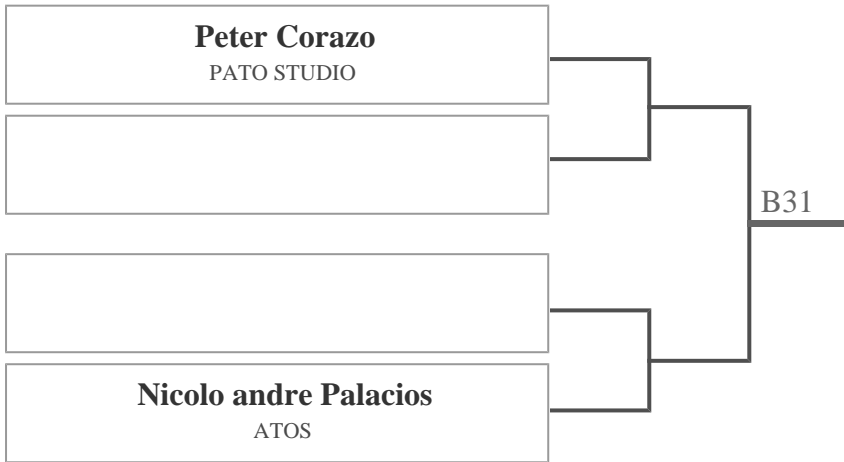 Peter Corazo
PATO STUDIO
B31
Nicolo andre Palacios
ATOS